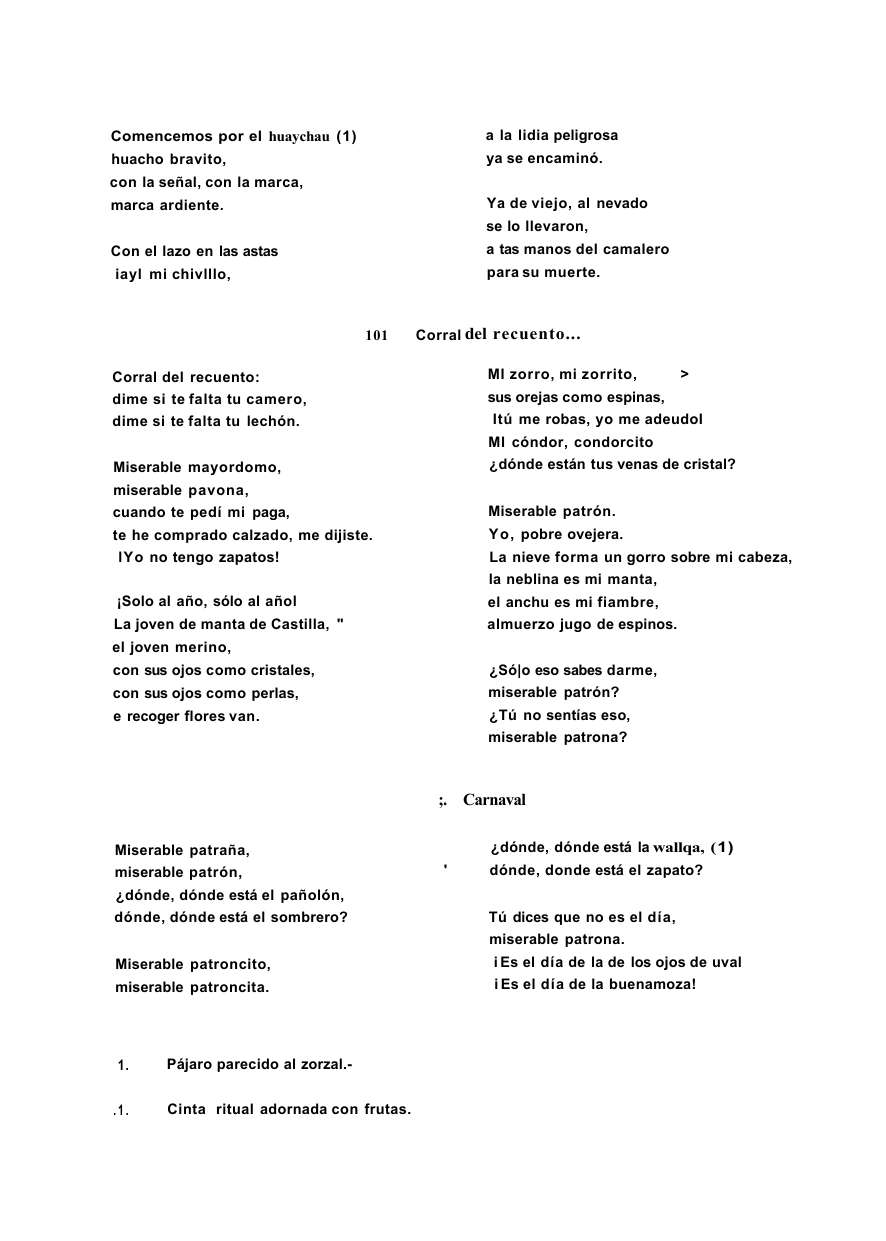 Comencemos por el huaychau (1)
huacho bravito,
con la señal, con la marca,
marca ardiente.
Con el lazo en las astas
iayl mi chivlllo,
a la lidia peligrosa
ya se encaminó.
Ya de viejo, al nevado
se lo llevaron,
a tas manos del camalero
para su muerte.
101 Corral del recuento...
Corral del recuento:
dime si te falta tu camero,
dime si te falta tu lechón.
Miserable mayordomo,
miserable pavona,
cuando te pedí mi paga,
te he comprado calzado, me dijiste.
lYo no tengo zapatos!
¡Solo al año, sólo al añol
La joven de manta de Castilla, "
el joven merino,
con sus ojos como cristales,
con sus ojos como perlas,
e recoger flores van.
Ml zorro, mi zorrito, >
sus orejas como espinas,
ltú me robas, yo me adeudol
Ml cóndor, condorcito
¿dónde están tus venas de cristal?
Miserable patrón.
Yo, pobre ovejera.
La nieve forma un gorro sobre mi cabeza,
la neblina es mi manta,
el anchu es mi fiambre,
almuerzo jugo de espinos.
¿Só|o eso sabes darme,
miserable patrón?
¿Tú no sentías eso,
miserable patrona?
;. Carnaval
Miserable patraña,
miserable patrón,
¿dónde, dónde está el pañolón,
dónde, dónde está el sombrero?
Miserable patroncito,
miserable patroncita.
¿dónde, dónde está la wallqa, (1)
' dónde, donde está el zapato?
Tú dices que no es el día,
miserable patrona.
iEs el día de la de los ojos de uval
iEs el día de la buenamoza!
1. Pájaro parecido al zorzal.-
.1. Cinta ritual adornada con frutas.